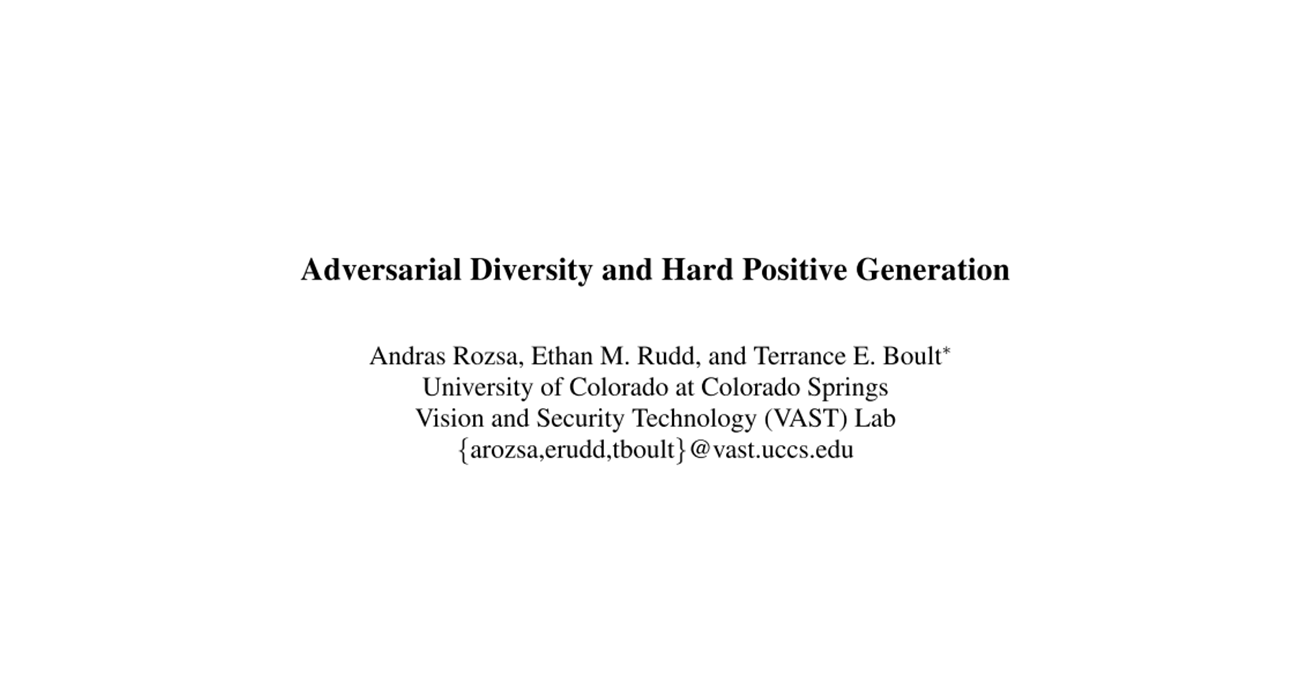 Adversarial Diversity and Hard Positive Generation
Andras Rozsa, Ethan M. Rudd, and Terrance E. Boult*
University of Colorado at Colorado Springs
Vision and Security Technology (VAST) Lab
{arozsa,erudd,tboult}@vast.uccs.edu